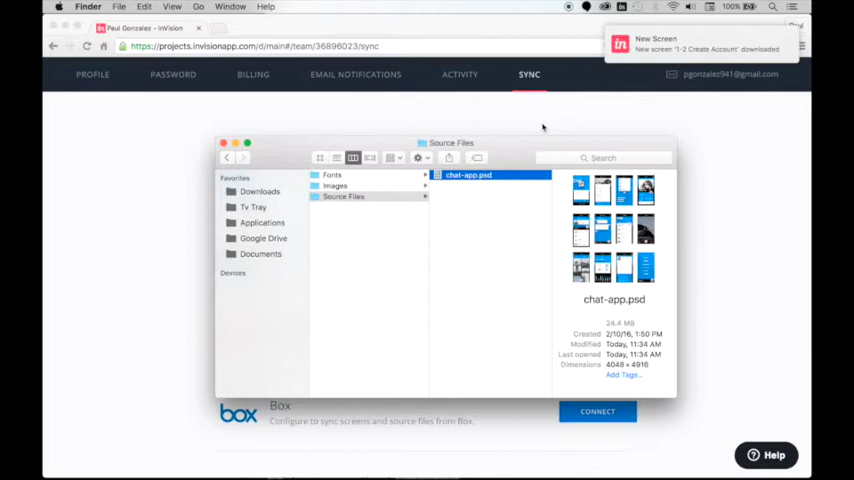 Finder File Edit View Go Window Help 100%
Paul Gonzalez - InVision
https://projects.invisionapp.com/d/main#/team/36896023/sync
in New Screen
New screen '1-2 Create Account' downloaded
PROFILE PASSWORD BILLING EMAIL NOTIFICATIONS ACTIVITY SYNC pgonzalez941@gmail.com
Source Files
Search
Favorites
Downloads
Tv Tray
Applications
Google Drive
Documents
Devices
Fonts
Images
Source Files
chat-app.psd
chat-app.psd
24.4 MB
Created 2/10/16, 1:50 PM
Modified Today, 11:34 AM
Last opened Today, 11:34 AM
Dimensions 4048 × 4916
Add Tags...
box Box
Configure to sync screens and source files from Box.
CONNECT
Help